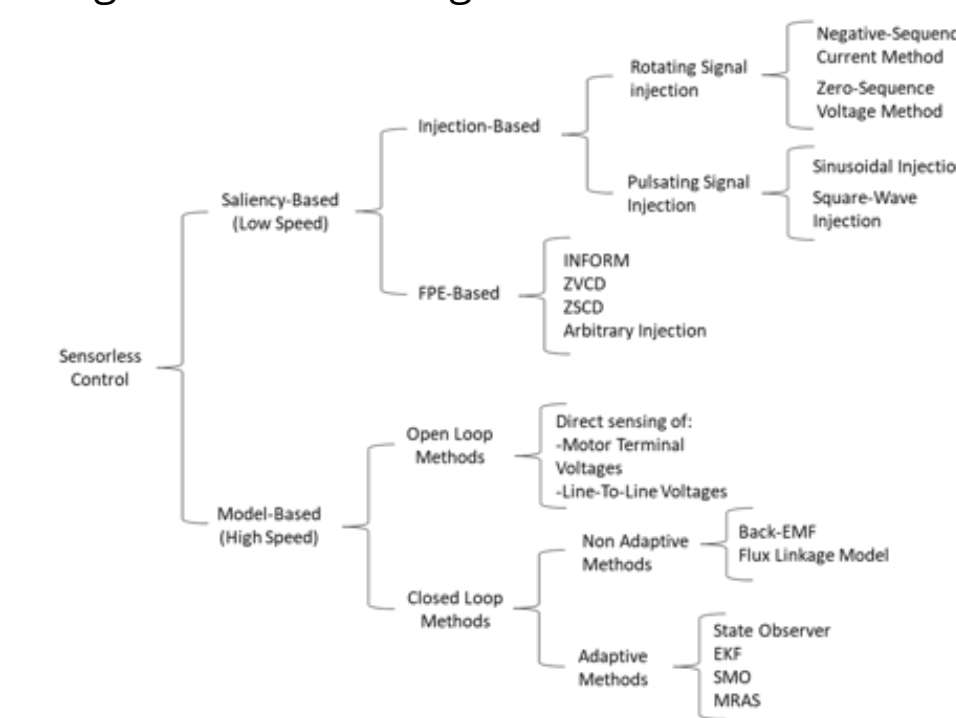 Negative-Sequenc
Current Method
Rotating Signal
injection
Zero-Sequence
Voltage Method
Injection-Based
Sinusoidal Injectio
Pulsating Signal
Injection
Square-Wave
Injection
Saliency-Based
(Low Speed)
INFORM
FPE-Based
ZVCD
ZSCD
Arbitrary Injection
Sensorless
Control
Direct sensing of:
-Motor Terminal
Voltages
-Line-To-Line Voltages
Open Loop
Methods
Model-Based
(High Speed)
Non Adaptive
Methods
Back-EMF
Flux Linkage Model
Closed Loop
Methods
State Observer
EKF
SMO
MRAS
Adaptive
Methods